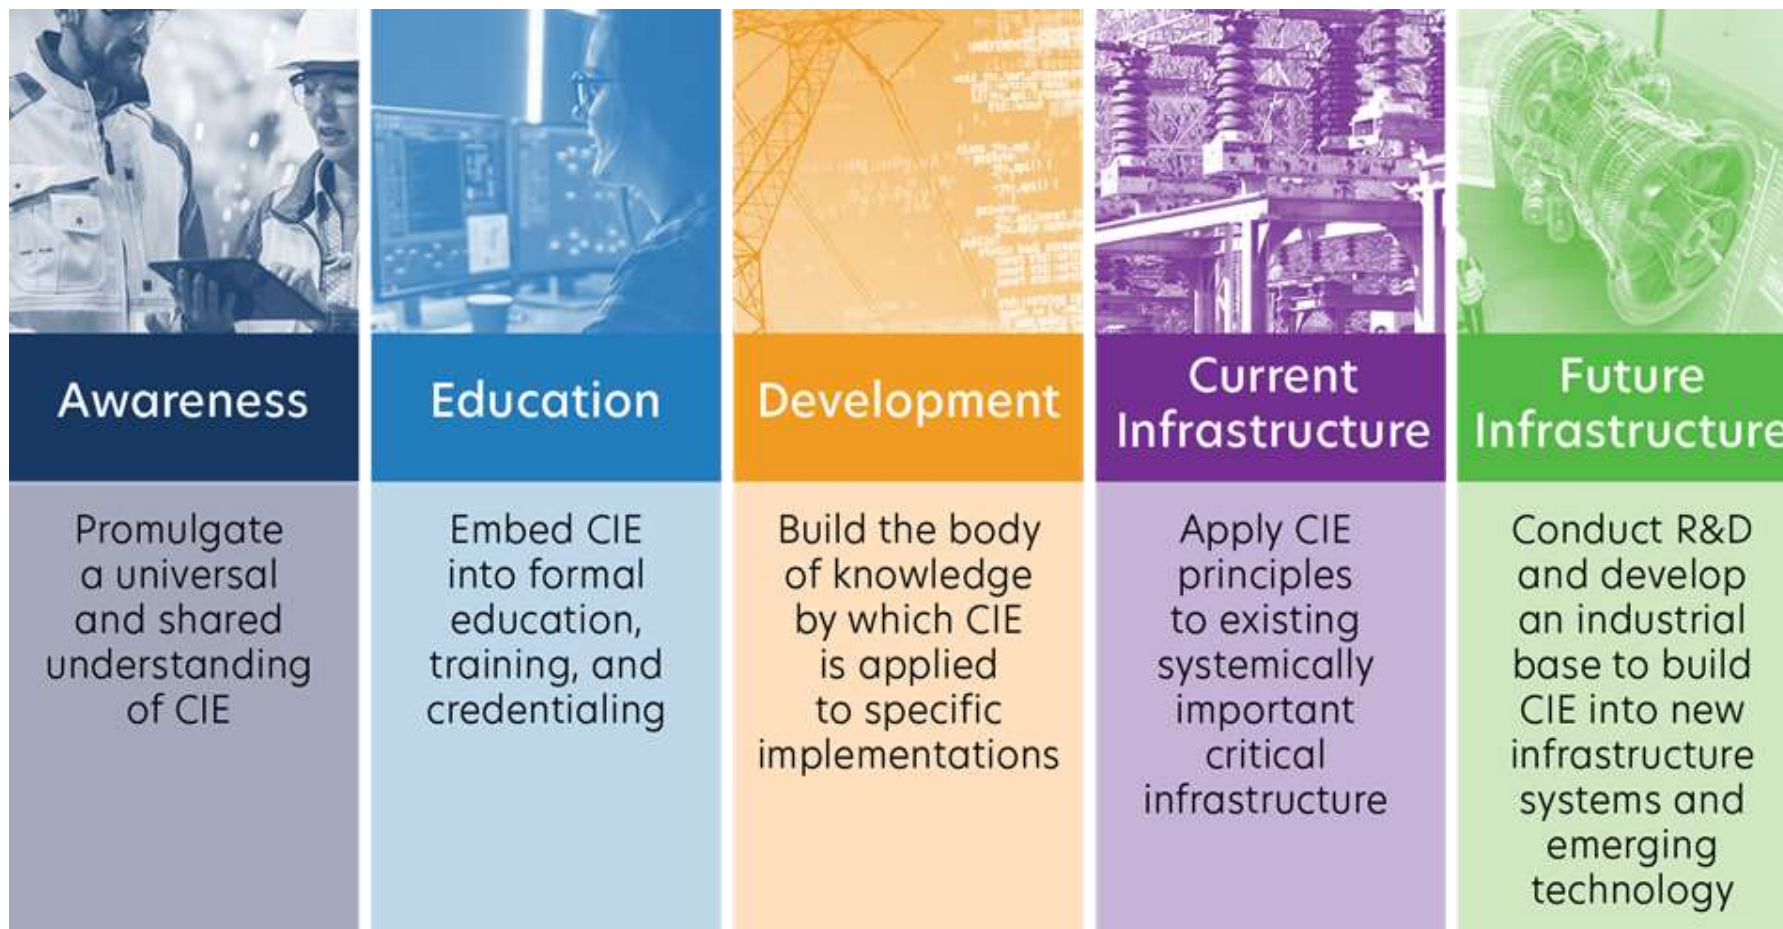 Awareness
Promulgate
a universal
and shared
understanding
of CIE
Education
Embed CIE
into formal
education,
training, and
credentialing
Development
Build the body
of knowledge
by which CIE
is applied
to specific
implementations
Current
Infrastructure
Apply CIE
principles
to existing
systemically
important
critical
infrastructure
Future
Infrastructure
Conduct R&D
and develop
an industrial
base to build
CIE into new
infrastructure
systems and
emerging
technology